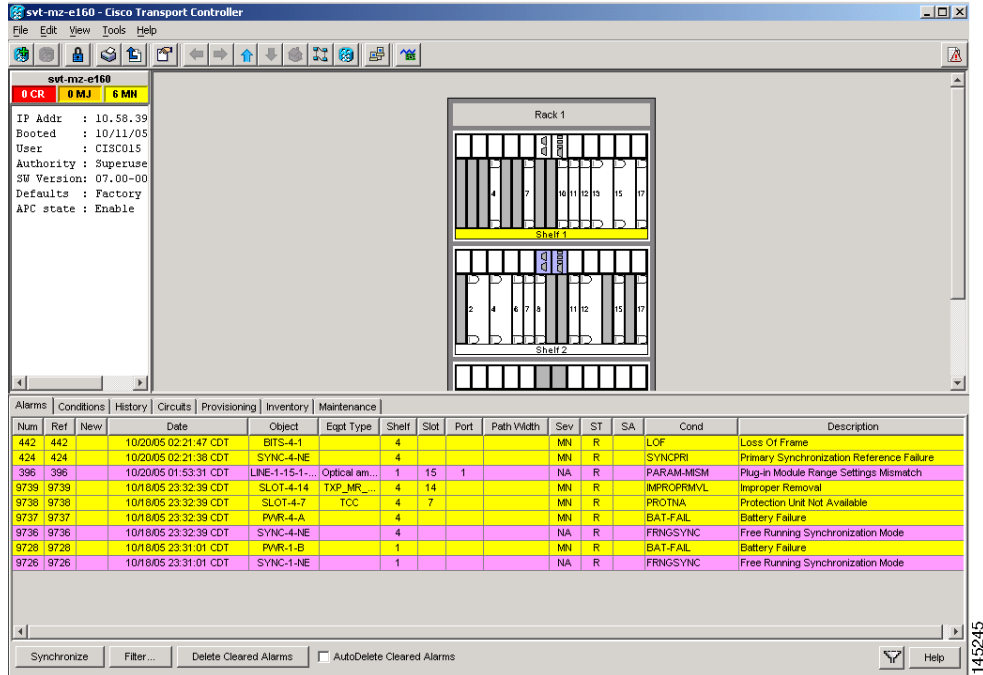 svt-mz-e160 - Cisco Transport Controller
File Edit View Tools Help
svt-mz-e160
0 CR 0 MJ 6 MN
IP Addr : 10.58.39
Booted : 10/11/05
User : CISCO15
Authority : Superuse
SW Version: 07.00-00
Defaults : Factory
APC state : Enable
Rack 1
4 7 10 11 12 13 15 17
Shelf 1
2 4 6 7 8 11 12 15 17
Shelf 2
Alarms Conditions History Circuits Provisioning Inventory Maintenance
Num Ref New Date Object Eqpt Type Shelf Slot Port Path Width Sev ST SA Cond Description
442 442 10/20/05 02:21:47 CDT BITS-4-1 4 MN R LOF Loss Of Frame
424 424 10/20/05 02:21:38 CDT SYNC-4-NE 4 MN R SYNCPRI Primary Synchronization Reference Failure
396 396 10/20/05 01:53:31 CDT LINE-1-15-1-... Optical am... 1 15 1 NA R PARAM-MISM Plug-in Module Range Settings Mismatch
9739 9739 10/18/05 23:32:39 CDT SLOT-4-14 TXP_MR_... 4 14 MN R IMPROPRMVL Improper Removal
9738 9738 10/18/05 23:32:39 CDT SLOT-4-7 TCC 4 7 MN R PROTNA Protection Unit Not Available
9737 9737 10/18/05 23:32:39 CDT PWR-4-A 4 MN R BAT-FAIL Battery Failure
9736 9736 10/18/05 23:32:39 CDT SYNC-4-NE 4 NA R FRNGSYNC Free Running Synchronization Mode
9728 9728 10/18/05 23:31:01 CDT PWR-1-B 1 MN R BAT-FAIL Battery Failure
9726 9726 10/18/05 23:31:01 CDT SYNC-1-NE 1 NA R FRNGSYNC Free Running Synchronization Mode
Synchronize Filter... Delete Cleared Alarms AutoDelete Cleared Alarms Help
145245